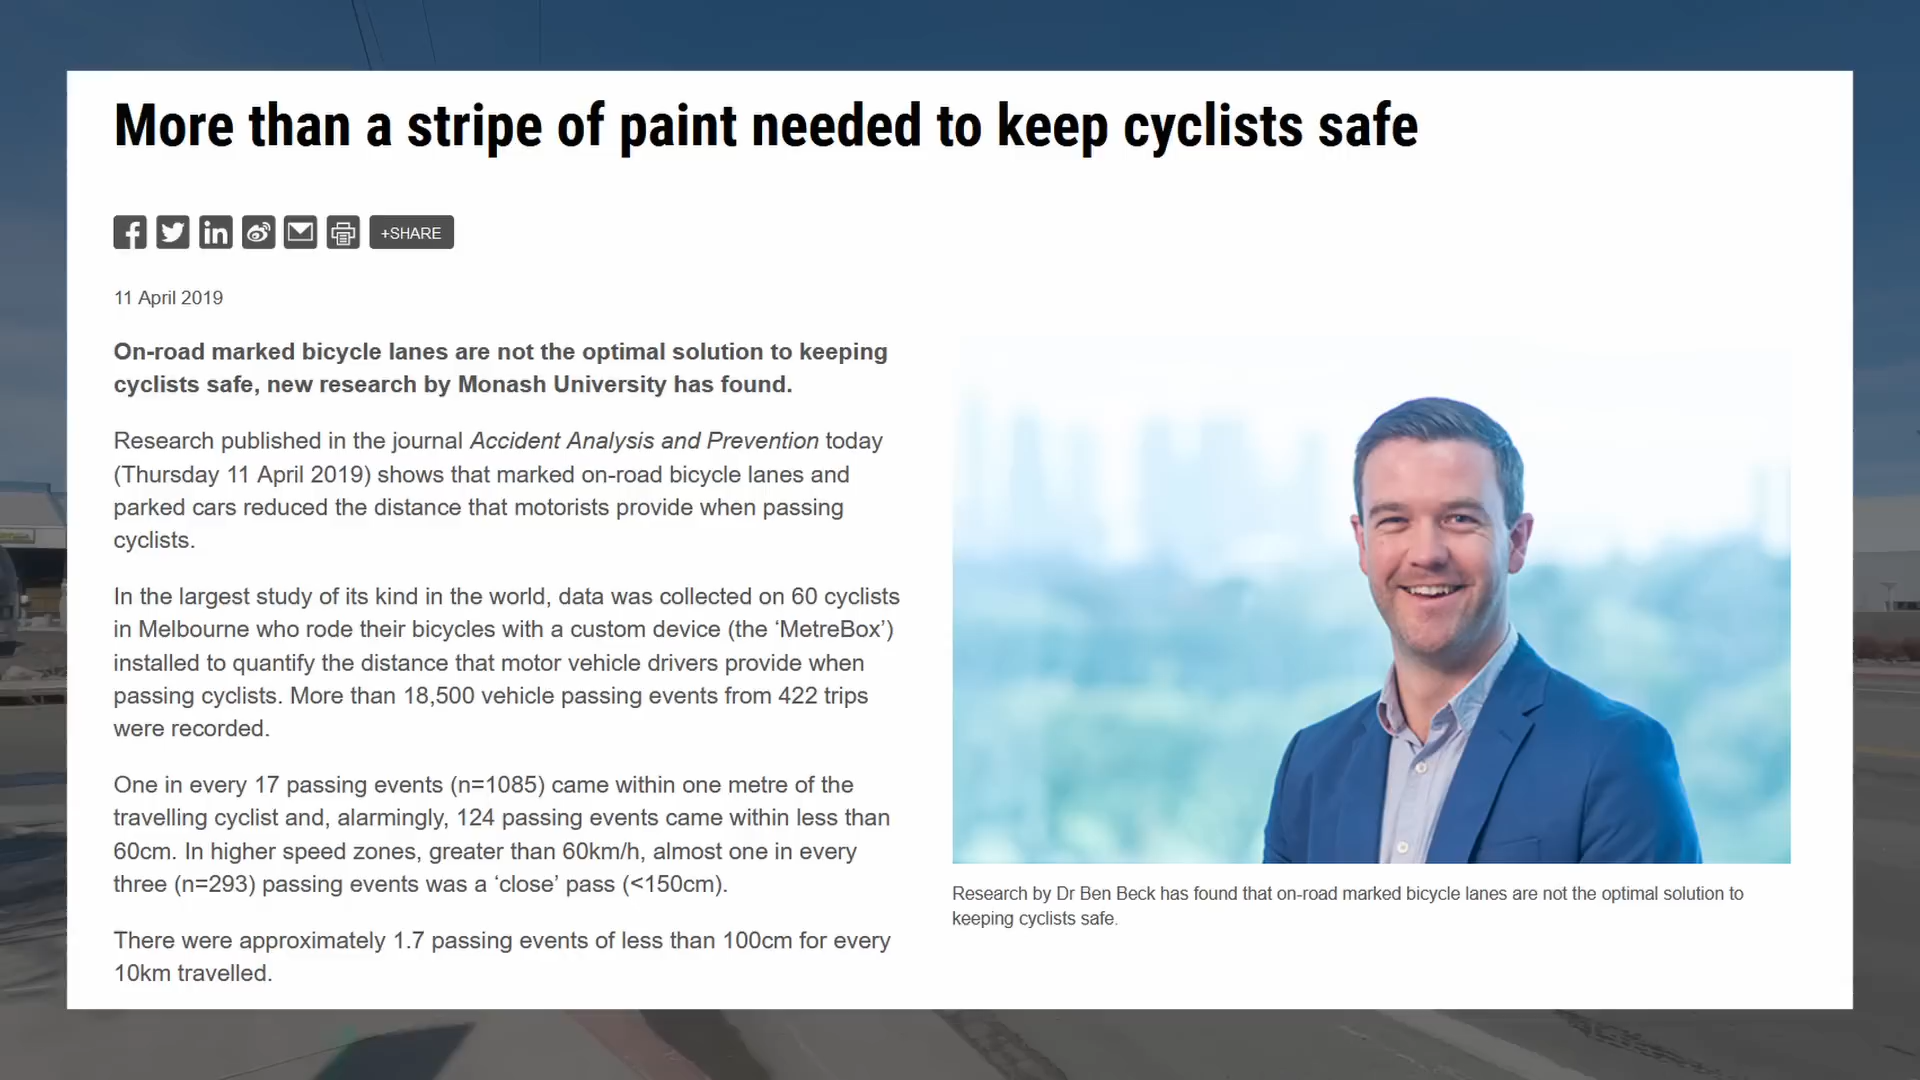 More than a stripe of paint needed to keep cyclists safe
+SHARE
11 April 2019
On-road marked bicycle lanes are not the optimal solution to keeping
cyclists safe, new research by Monash University has found.
Research published in the journal Accident Analysis and Prevention today
(Thursday 11 April 2019) shows that marked on-road bicycle lanes and
parked cars reduced the distance that motorists provide when passing
cyclists.
In the largest study of its kind in the world, data was collected on 60 cyclists
in Melbourne who rode their bicycles with a custom device (the ‘MetreBox’)
installed to quantify the distance that motor vehicle drivers provide when
passing cyclists. More than 18,500 vehicle passing events from 422 trips
were recorded.
One in every 17 passing events (n=1085) came within one metre of the
travelling cyclist and, alarmingly, 124 passing events came within less than
60cm. In higher speed zones, greater than 60km/h, almost one in every
three (n=293) passing events was a ‘close’ pass (<150cm).
There were approximately 1.7 passing events of less than 100cm for every
10km travelled.
Research by Dr Ben Beck has found that on-road marked bicycle lanes are not the optimal solution to
keeping cyclists safe.